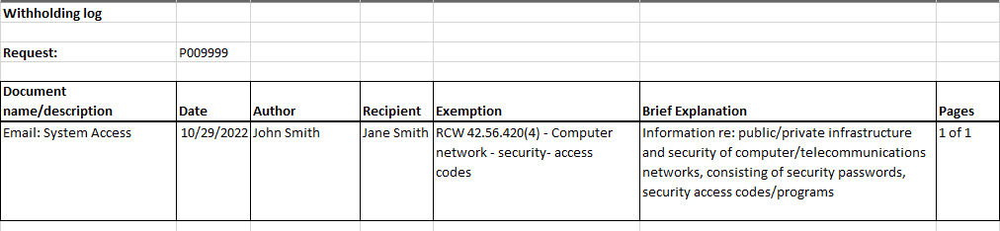 Withholding log
Request: P009999
Document
name/description Date Author Recipient Exemption Brief Explanation Pages
Email: System Access 10/29/2022 John Smith Jane Smith RCW 42.56.420(4) - Computer Information re: public/private infrastructure 1 of 1
network - security- access and security of computer/telecommunications
codes networks, consisting of security passwords,
security access codes/programs